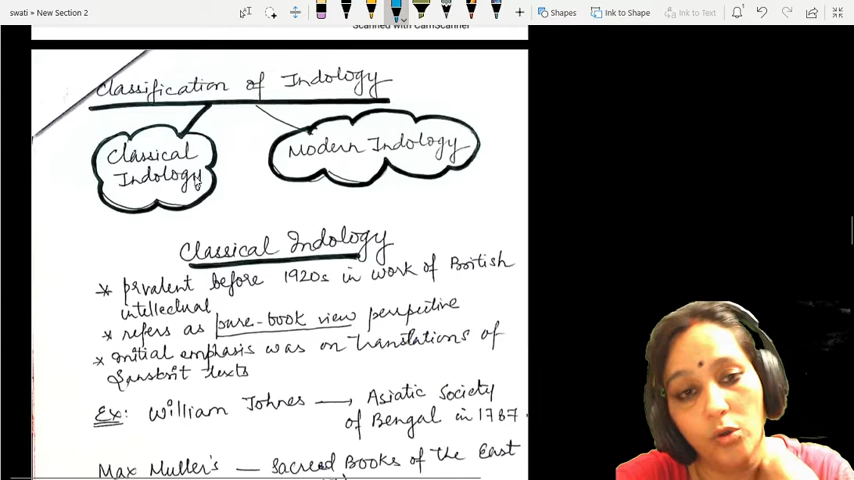 swati » New Section 2
Shapes
Ink to Shape
Ink to Text
Scanned with CamScanner
Classification of Indology
Classical
Indology
Modern Indology
Classical Indology
* prvalent before 1920s in work of British
intellectual
* refers as pure-book view perspective
* initial emphasis was on translations of
Sanskrit texts
Ex: William Johnes → Asiatic Society
of Bengal in 1787.
Max Muller's — Sacred Books of the East